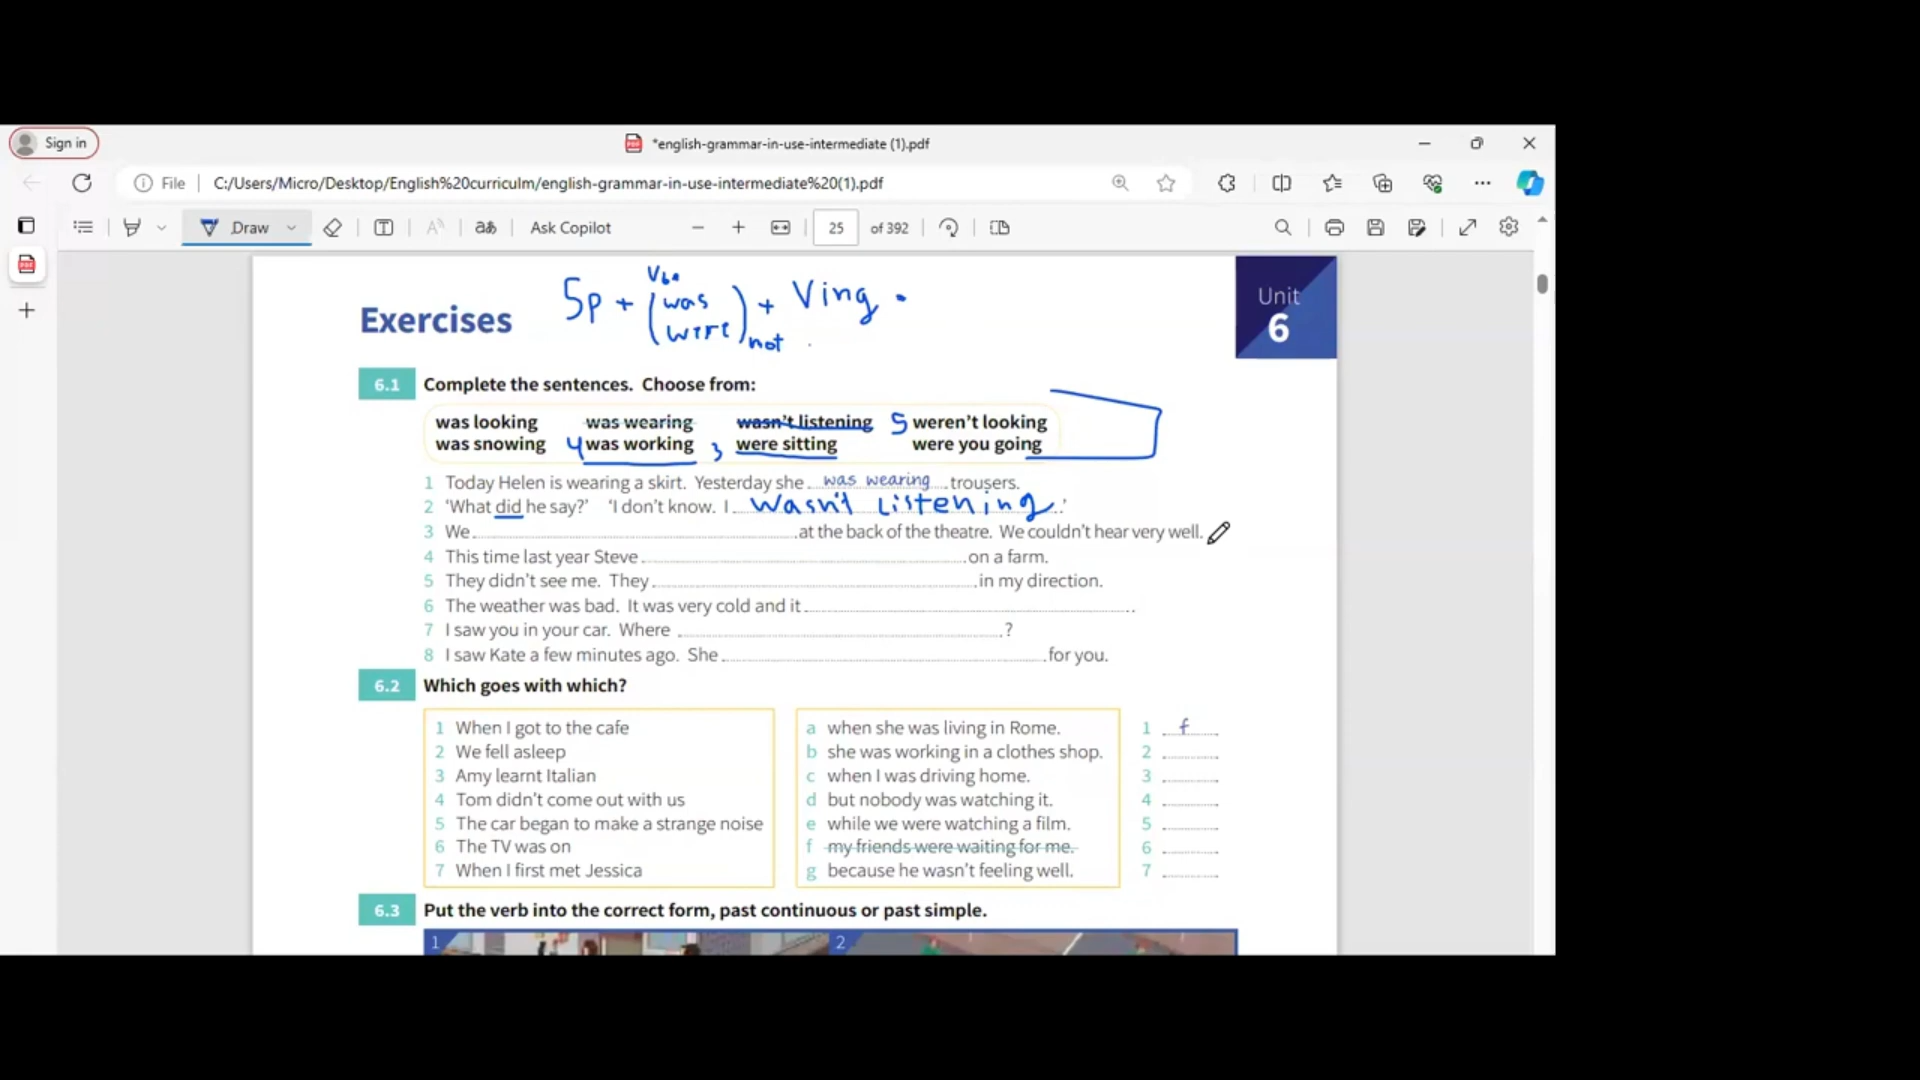 Sign in
*english-grammar-in-use-intermediate (1).pdf
File | C:/Users/Micro/Desktop/English%20curriculm/english-grammar-in-use-intermediate%20(1).pdf
Draw aあ Ask Copilot 25 of 392
Vbe
Sp + (was + Ving .
were) not
Exercises
Unit
6
6.1 Complete the sentences. Choose from:
was looking was wearing wasn't listening 5 weren't looking
was snowing 4 was working 3 were sitting were you going
1 Today Helen is wearing a skirt. Yesterday she was wearing trousers.
2 'What did he say?' 'I don't know. I wasn't Listening.'
3 We at the back of the theatre. We couldn't hear very well.
4 This time last year Steve on a farm.
5 They didn't see me. They in my direction.
6 The weather was bad. It was very cold and it .
7 I saw you in your car. Where ?
8 I saw Kate a few minutes ago. She for you.
6.2 Which goes with which?
1 When I got to the cafe
2 We fell asleep
3 Amy learnt Italian
4 Tom didn't come out with us
5 The car began to make a strange noise
6 The TV was on
7 When I first met Jessica
a when she was living in Rome.
b she was working in a clothes shop.
c when I was driving home.
d but nobody was watching it.
e while we were watching a film.
f my friends were waiting for me.
g because he wasn't feeling well.
1 f
2
3
4
5
6
7
6.3 Put the verb into the correct form, past continuous or past simple.
1 2